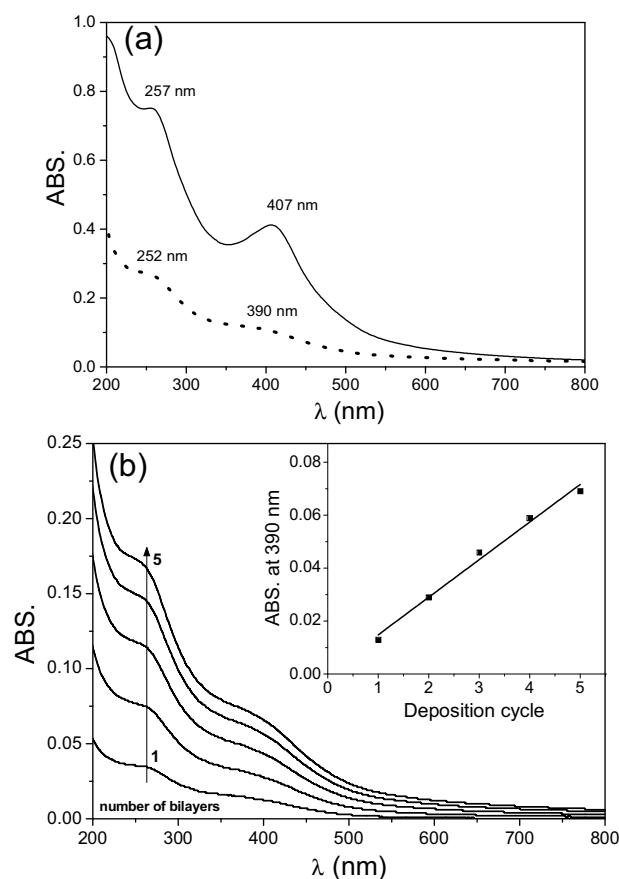 (a)
1.0
0.8
0.6
0.4
0.2
0.0
ABS.
257 nm
407 nm
252 nm
390 nm
200 300 400 500 600 700 800
λ (nm)
(b)
0.25
0.20
0.15
0.10
0.05
0.00
ABS.
5
1
number of bilayers
200 300 400 500 600 700 800
λ (nm)
0.08
0.06
0.04
0.02
0.00
ABS. at 390 nm
0 1 2 3 4 5
Deposition cycle